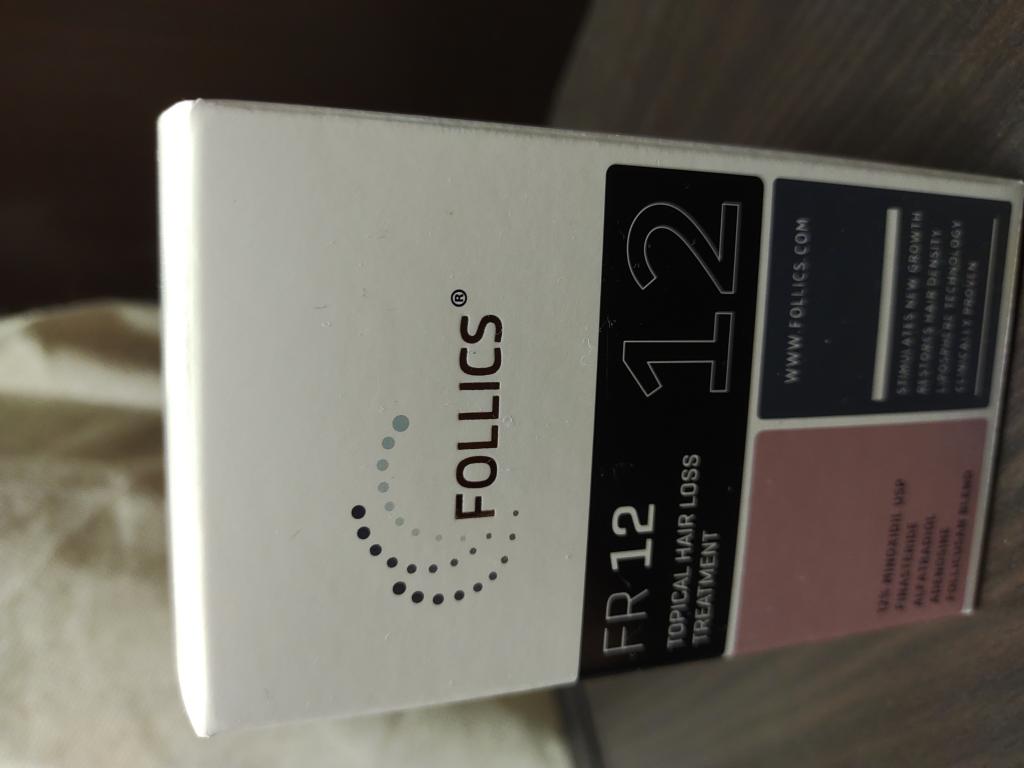 FOLLICS®
FR 12
TOPICAL HAIR LOSS
TREATMENT
12
12% MINOXIDIL USP
FINASTERIDE
ALFATRADIOL
ADENOSINE
FOLLICUSAN BLEND
WWW.FOLLICS.COM
STIMULATES NEW GROWTH
RESTORES HAIR DENSITY
LIPOSPHERE TECHNOLOGY
CLINICALLY PROVEN